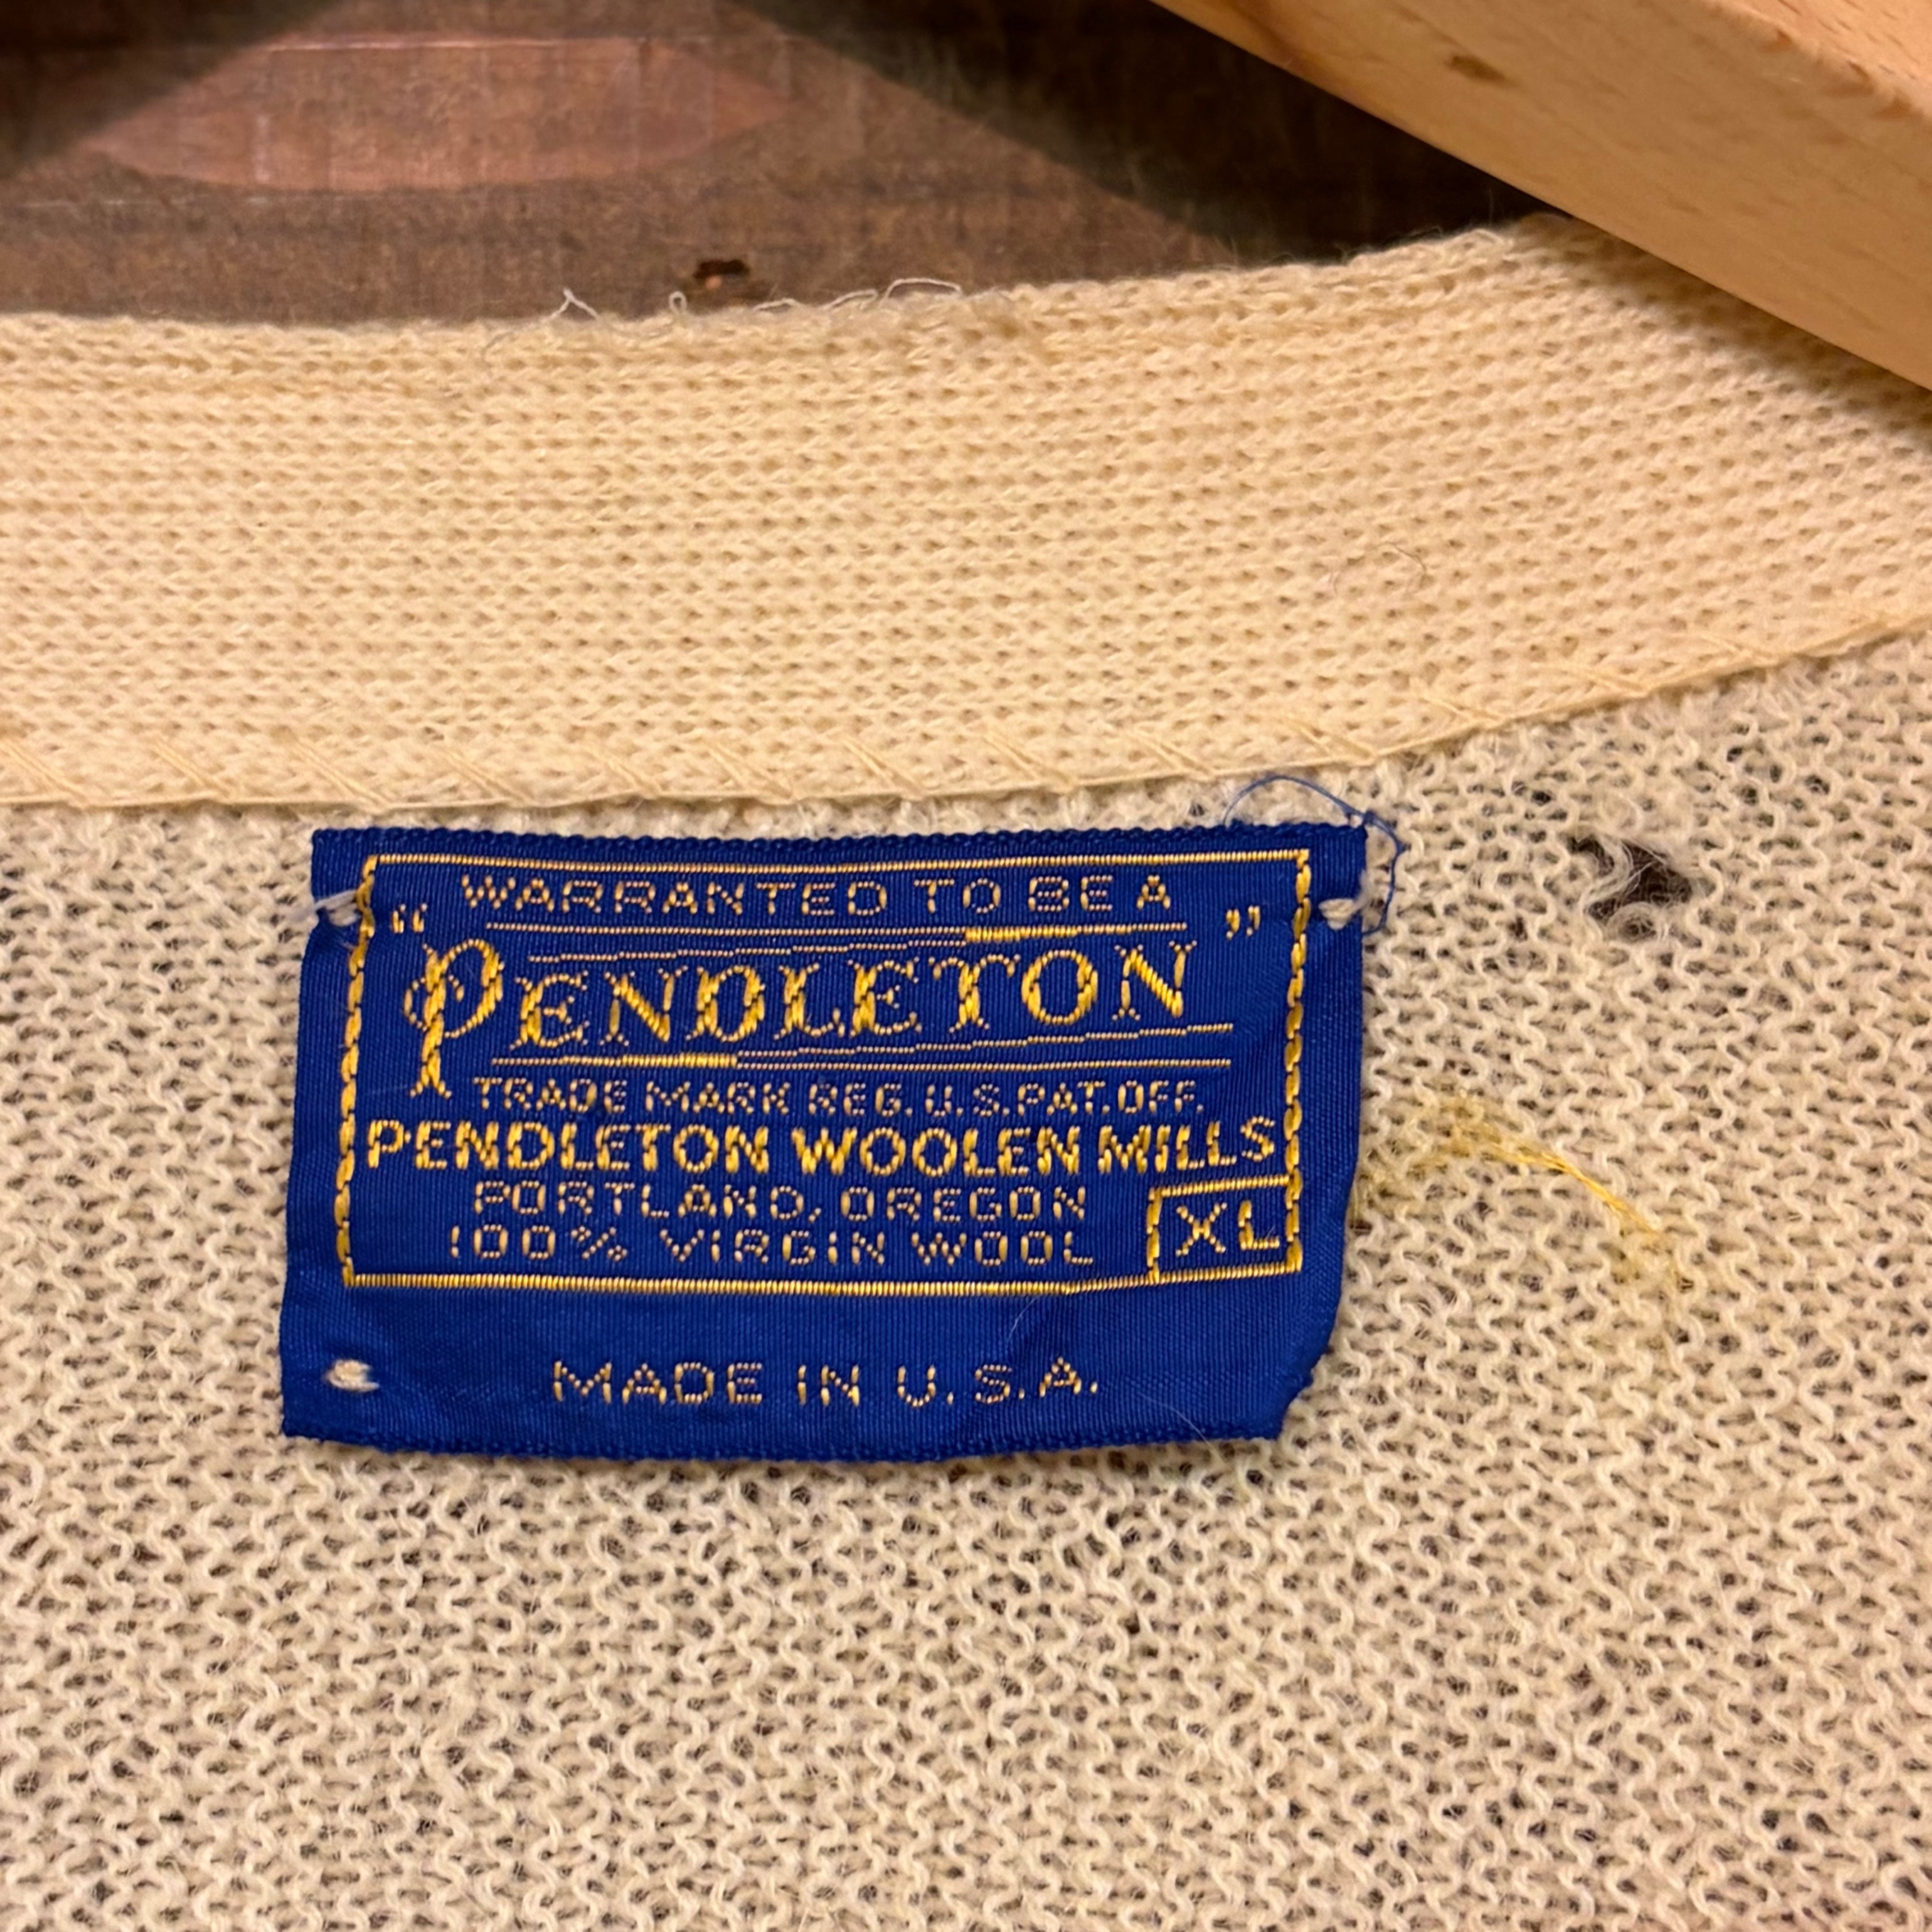 WARRANTED TO BE A
"PENDLETON"
TRADE MARK REG. U.S. PAT. OFF.
PENDLETON WOOLEN MILLS
PORTLAND, OREGON
100% VIRGIN WOOL
XL
MADE IN U.S.A.